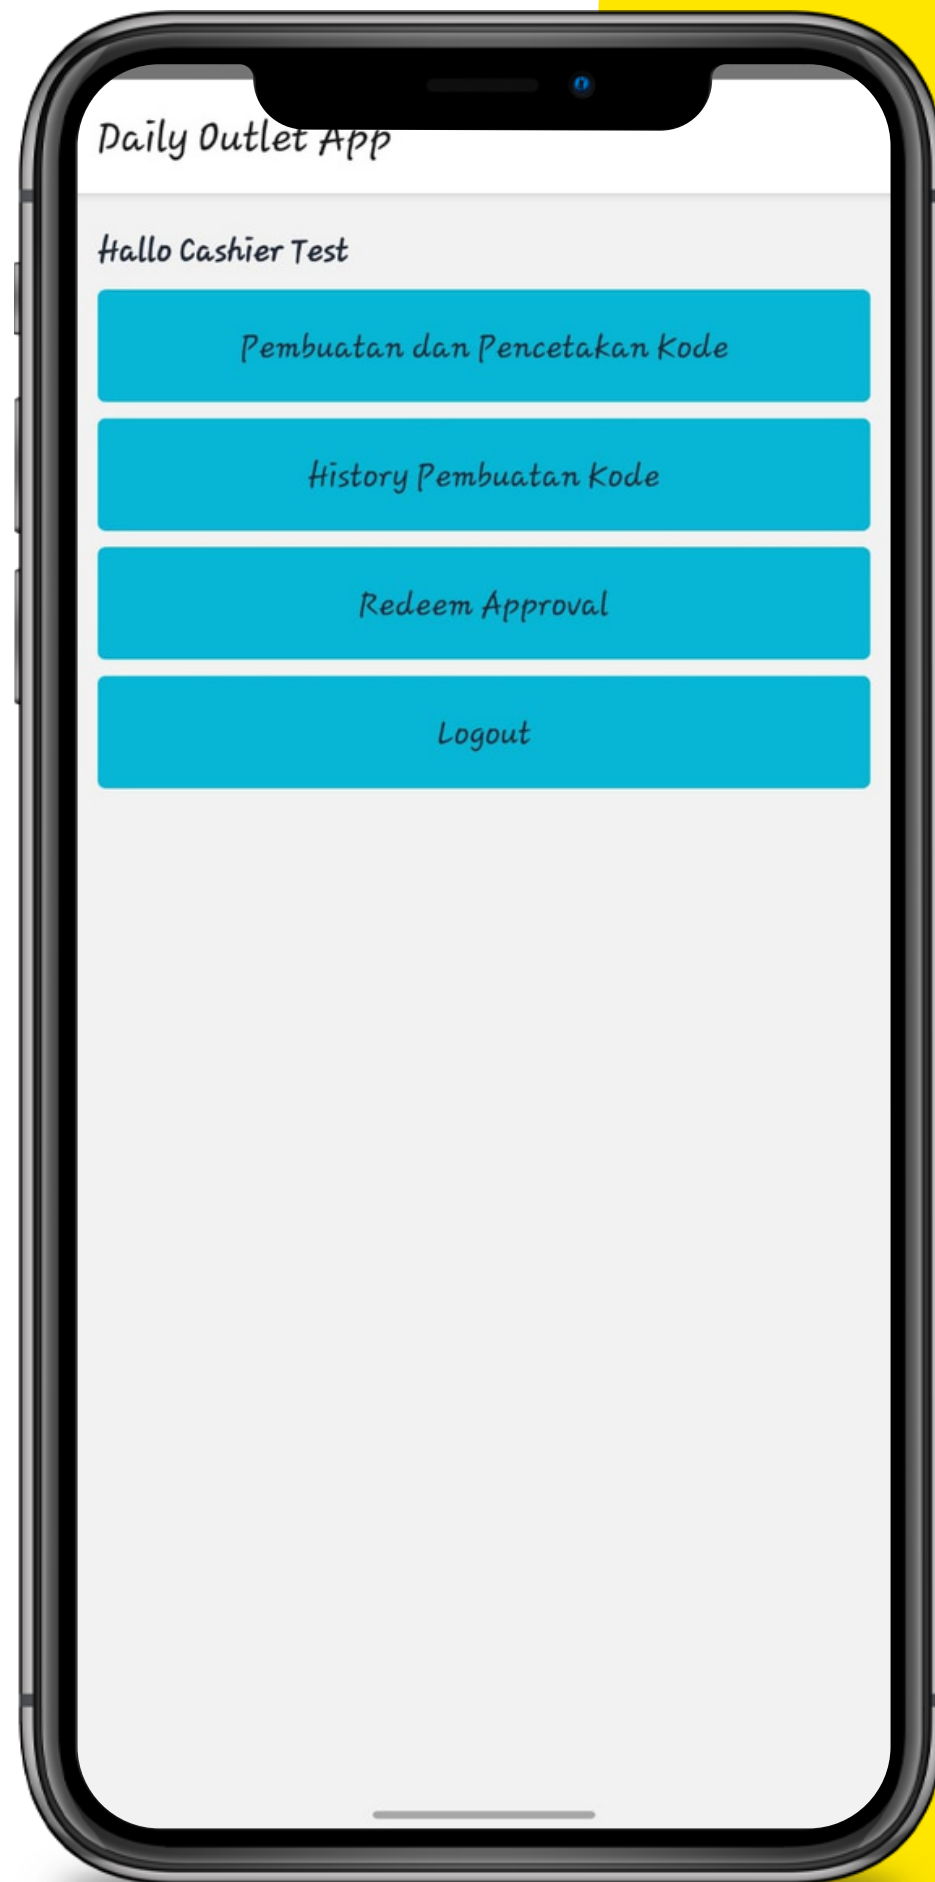 Daily Outlet App
Hallo Cashier Test
Pembuatan dan Pencetakan Kode
History Pembuatan Kode
Redeem Approval
Logout